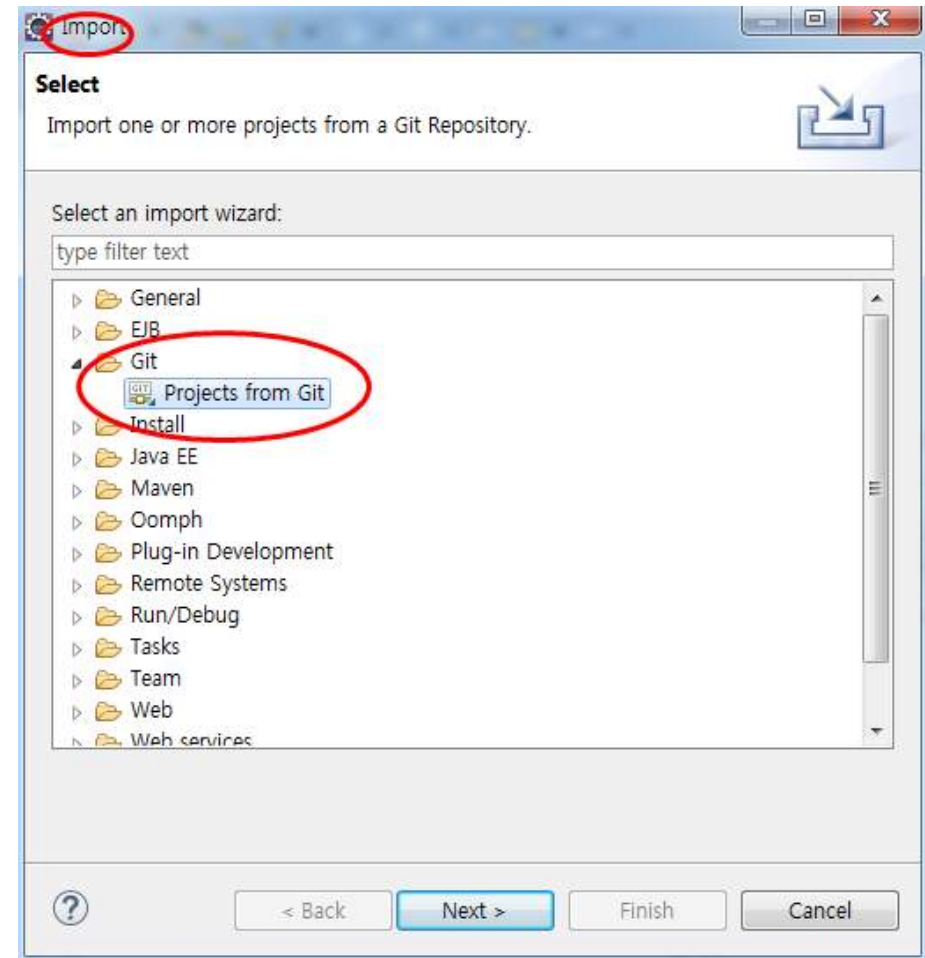 Import
Select
Import one or more projects from a Git Repository.
Select an import wizard:
type filter text
General
EJB
Git
GIT Projects from Git
Install
Java EE
Maven
Oomph
Plug-in Development
Remote Systems
Run/Debug
Tasks
Team
Web
Web services
? < Back Next > Finish Cancel